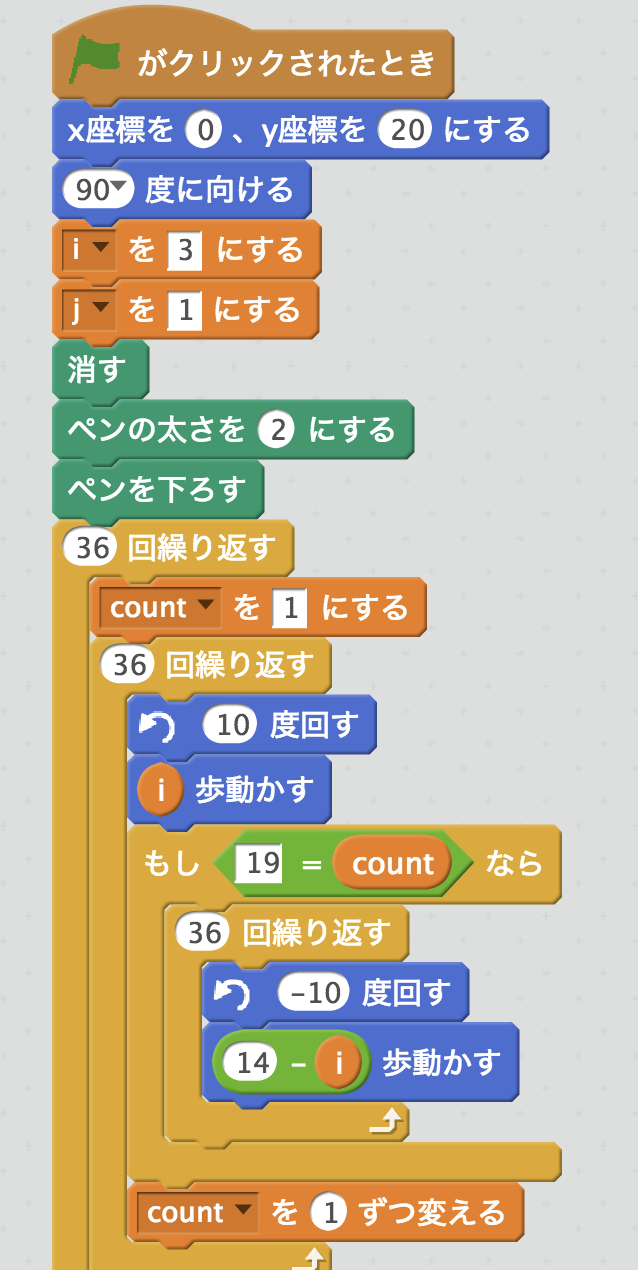 がクリックされたとき
x座標を 0 、y座標を 20 にする
90 度に向ける
i を 3 にする
j を 1 にする
消す
ペンの太さを 2 にする
ペンを下ろす
36 回繰り返す
count を 1 にする
36 回繰り返す
10 度回す
i 歩動かす
もし 19 = count なら
36 回繰り返す
-10 度回す
14 - i 歩動かす
count を 1 ずつ変える